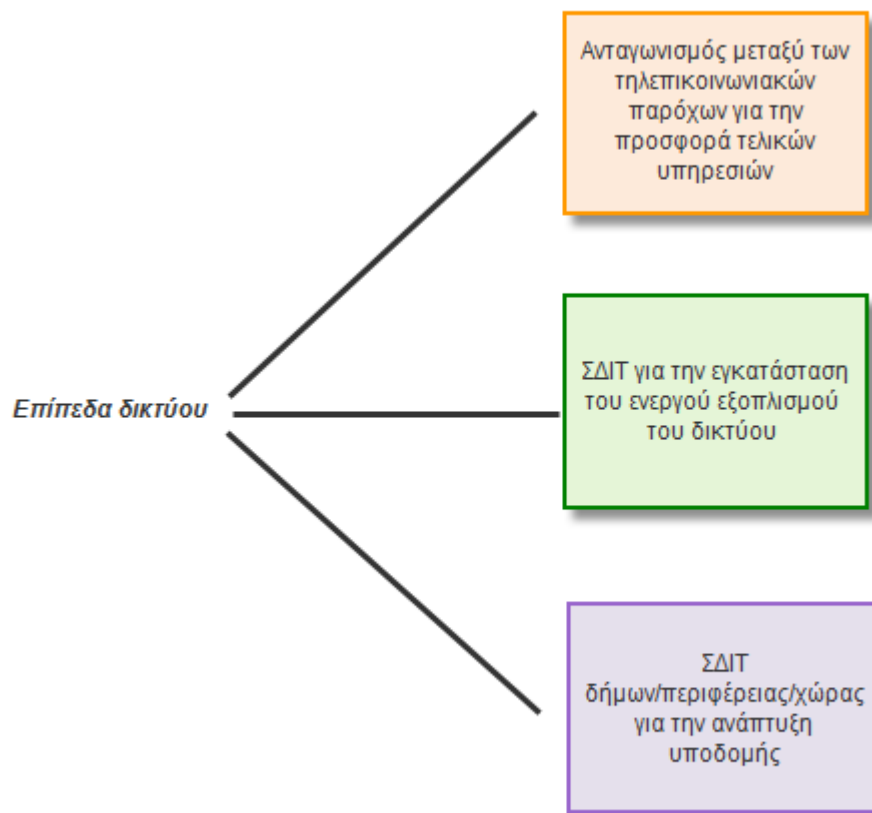 Ανταγωνισμός μεταξύ των
τηλεπικοινωνιακών
παρόχων για την
προσφορά τελικών
υπηρεσιών
ΣΔΙΤ για την εγκατάσταση
του ενεργού εξοπλισμού
του δικτύου
Επίπεδα δικτύου
ΣΔΙΤ
δήμων/περιφέρειας/χώρας
για την ανάπτυξη
υποδομής